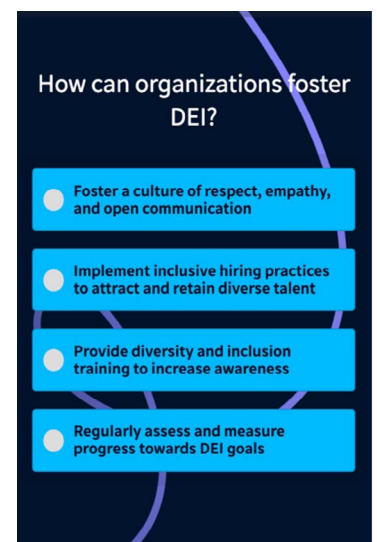 How can organizations foster
DEI?
Foster a culture of respect, empathy,
and open communication
Implement inclusive hiring practices
to attract and retain diverse talent
Provide diversity and inclusion
training to increase awareness
Regularly assess and measure
progress towards DEI goals